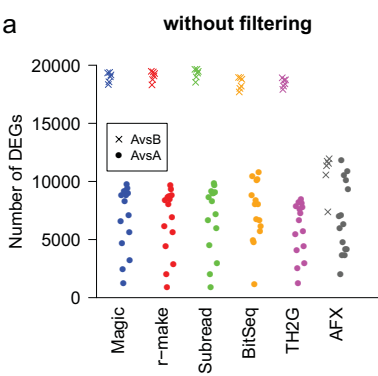 a
without filtering
Number of DEGs
20000
15000
10000
5000
0
AvsB
AvsA
Magic
r−make
Subread
BitSeq
TH2G
AFX